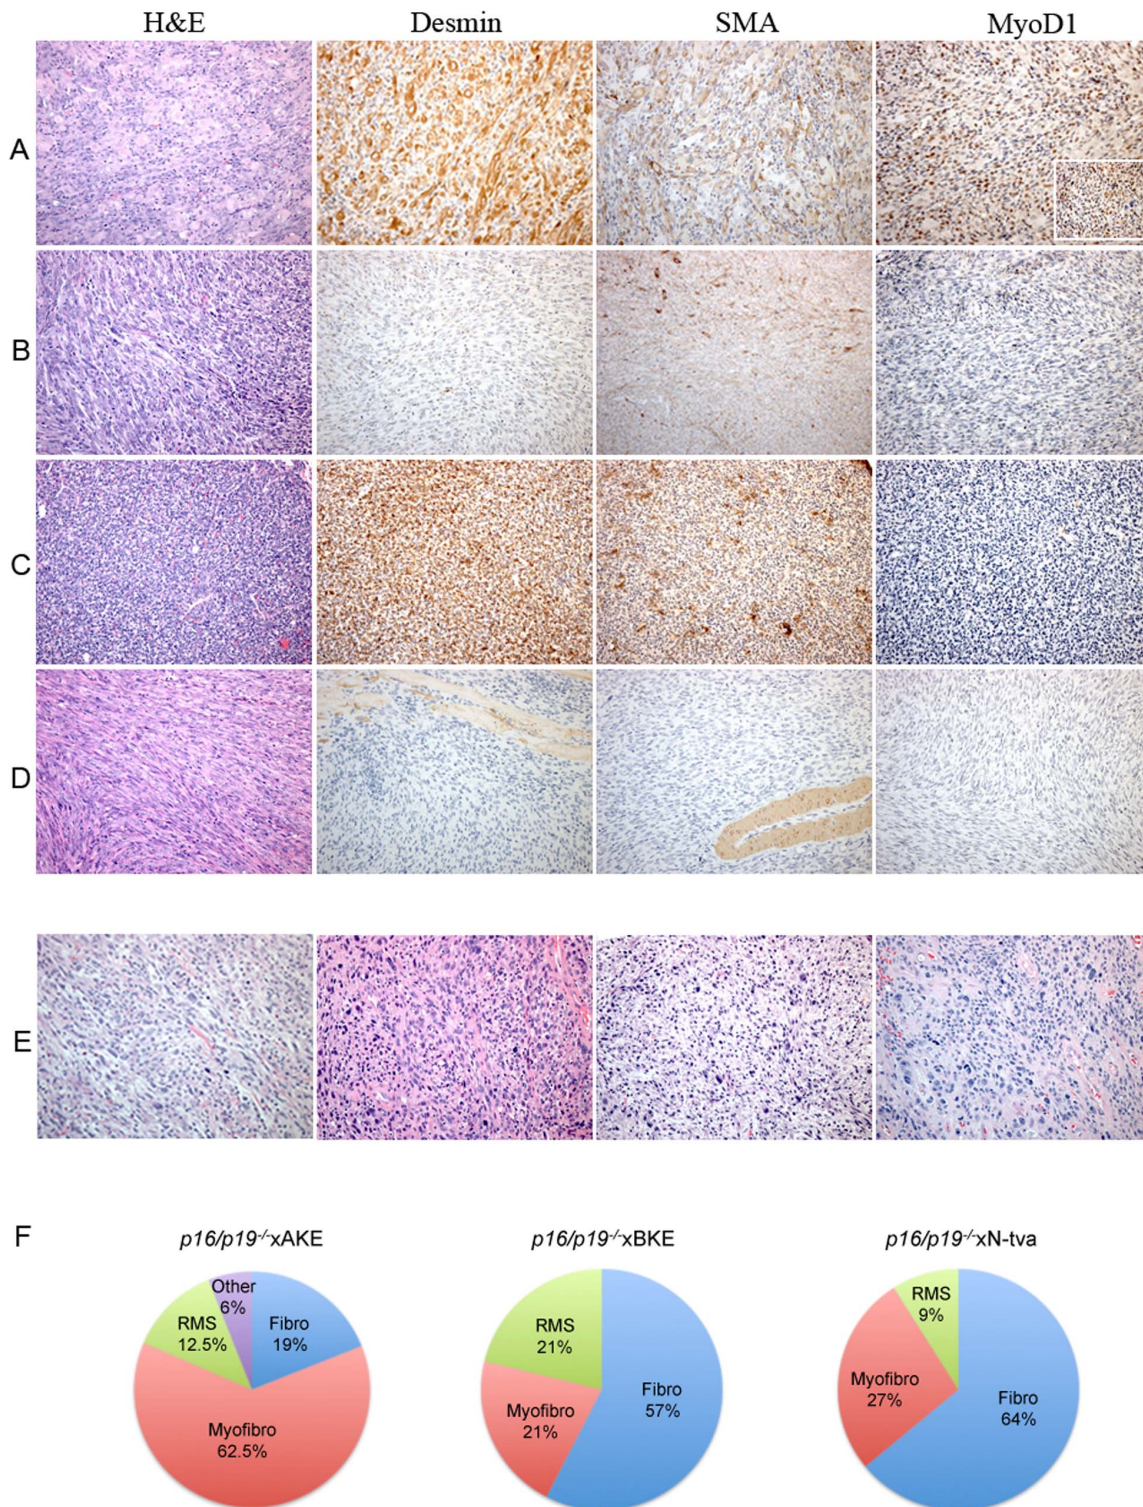 H&E Desmin SMA MyoD1
A
B
C
D
E
F
p16/p19-/-xAKE p16/p19-/-xBKE p16/p19-/-xN-tva
Other
6%
Fibro
19%
RMS
12.5%
Myofibro
62.5%
RMS
21%
Fibro
57%
Myofibro
21%
RMS
9%
Myofibro
27%
Fibro
64%